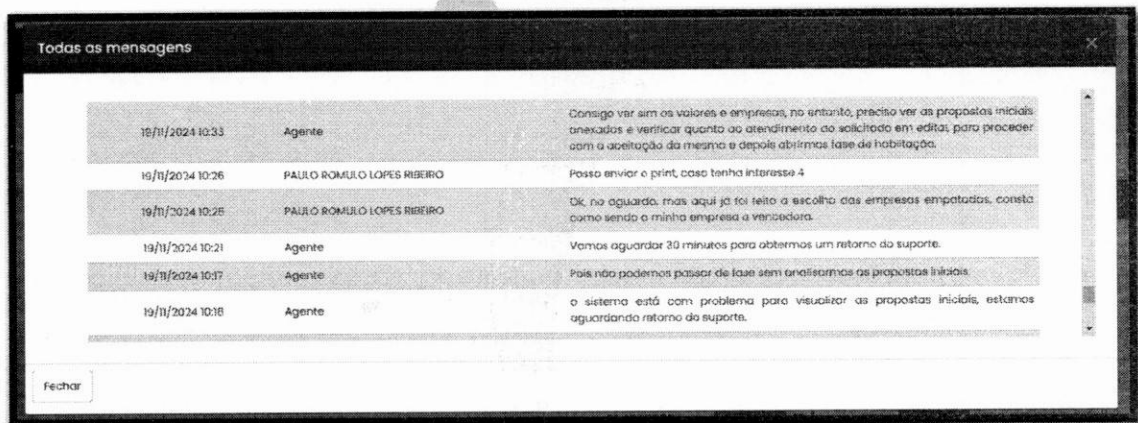 Todas as mensagens
19/11/2024 10:33 Agente Consigo ver sim os valores e empresas, no entanto, preciso ver as propostas iniciais
anexadas e verificar quanto ao atendimento ao solicitado em edital, para proceder
com a aceitação da mesma e depois abrirmos fase de habilitação.
19/11/2024 10:26 PAULO ROMULO LOPES RIBEIRO Posso enviar o print, caso tenha interesse 4
19/11/2024 10:25 PAULO ROMULO LOPES RIBEIRO Ok, no aguardo, mas aqui já foi feito a escolha das empresas empatadas, consta
como sendo a minha empresa a vencedora.
19/11/2024 10:21 Agente Vamos aguardar 30 minutos para obtermos um retorno do suporte.
19/11/2024 10:17 Agente Pois não podemos passar de fase sem analisarmos as propostas iniciais.
19/11/2024 10:16 Agente o sistema está com problema para visualizar as propostas iniciais, estamos
aguardando retorno do suporte.
Fechar